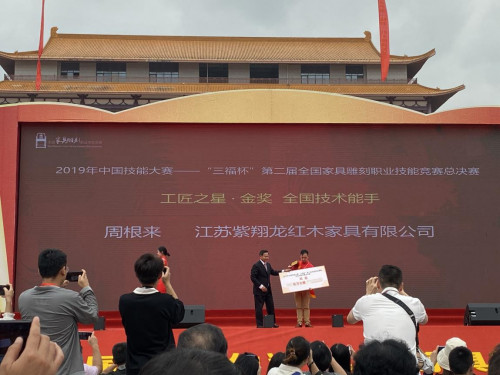 2019年中国技能大赛——“三福杯”第二届全国家具雕刻职业技能竞赛总决赛
工匠之星·金奖 全国技术能手
周根来 江苏紫翔龙红木家具有限公司